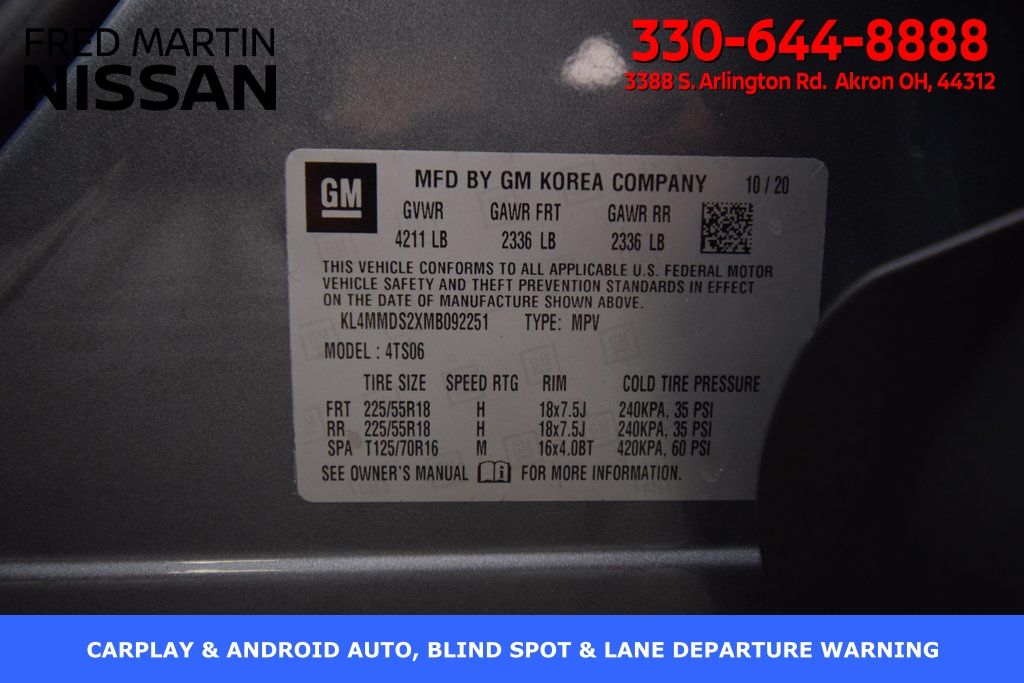 FRED MARTIN
NISSAN
330-644-8888
3388 S. Arlington Rd. Akron OH, 44312
GM
MFD BY GM KOREA COMPANY 10 / 20
GVWR GAWR FRT GAWR RR
4211 LB 2336 LB 2336 LB
THIS VEHICLE CONFORMS TO ALL APPLICABLE U.S. FEDERAL MOTOR
VEHICLE SAFETY AND THEFT PREVENTION STANDARDS IN EFFECT
ON THE DATE OF MANUFACTURE SHOWN ABOVE.
KL4MMDS2XMB092251 TYPE: MPV
MODEL : 4TS06
TIRE SIZE SPEED RTG RIM COLD TIRE PRESSURE
FRT 225/55R18 H 18x7.5J 240KPA, 35 PSI
RR 225/55R18 H 18x7.5J 240KPA, 35 PSI
SPA T125/70R16 M 16x4.0BT 420KPA, 60 PSI
SEE OWNER'S MANUAL FOR MORE INFORMATION.
CARPLAY & ANDROID AUTO, BLIND SPOT & LANE DEPARTURE WARNING